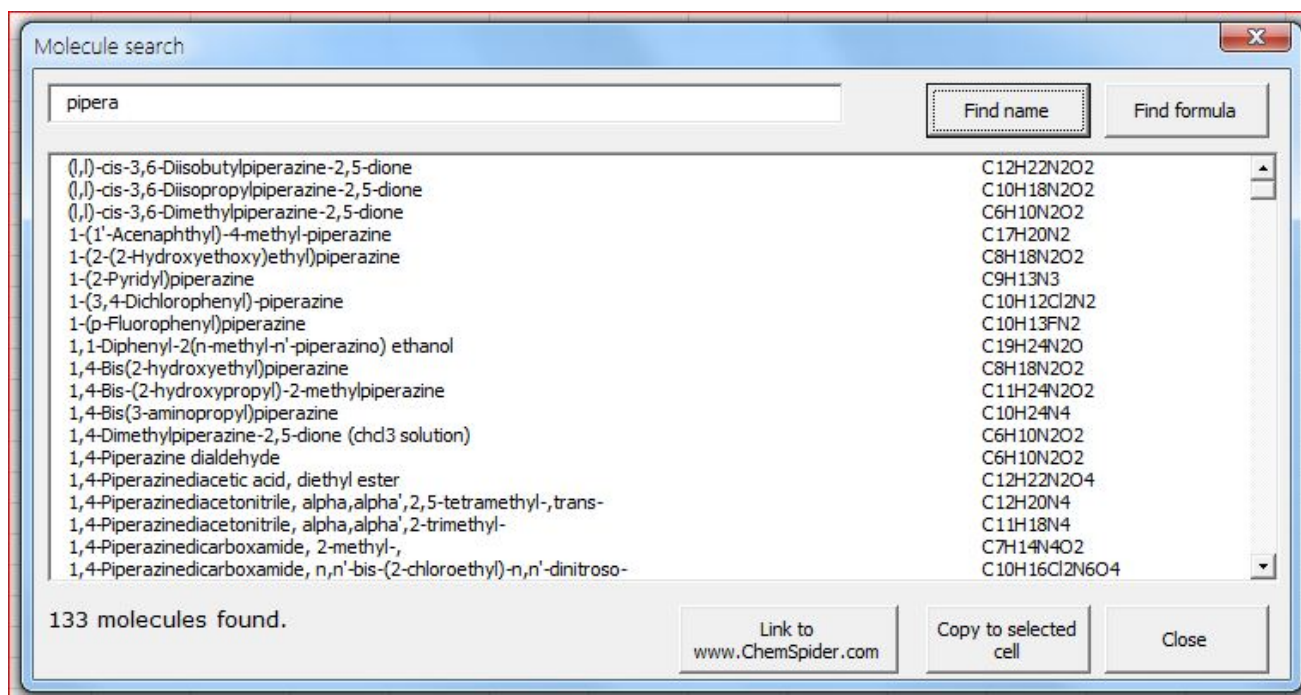 Molecule search
pipera
Find name
Find formula
(l,l)-cis-3,6-Diisobutylpiperazine-2,5-dione C12H22N2O2
(l,l)-cis-3,6-Diisopropylpiperazine-2,5-dione C10H18N2O2
(l,l)-cis-3,6-Dimethylpiperazine-2,5-dione C6H10N2O2
1-(1'-Acenaphthyl)-4-methyl-piperazine C17H20N2
1-(2-(2-Hydroxyethoxy)ethyl)piperazine C8H18N2O2
1-(2-Pyridyl)piperazine C9H13N3
1-(3,4-Dichlorophenyl)-piperazine C10H12Cl2N2
1-(p-Fluorophenyl)piperazine C10H13FN2
1,1-Diphenyl-2(n-methyl-n'-piperazino) ethanol C19H24N2O
1,4-Bis(2-hydroxyethyl)piperazine C8H18N2O2
1,4-Bis-(2-hydroxypropyl)-2-methylpiperazine C11H24N2O2
1,4-Bis(3-aminopropyl)piperazine C10H24N4
1,4-Dimethylpiperazine-2,5-dione (chcl3 solution) C6H10N2O2
1,4-Piperazine dialdehyde C6H10N2O2
1,4-Piperazinediacetic acid, diethyl ester C12H22N2O4
1,4-Piperazinediacetonitrile, alpha,alpha',2,5-tetramethyl-,trans- C12H20N4
1,4-Piperazinediacetonitrile, alpha,alpha',2-trimethyl- C11H18N4
1,4-Piperazinedicarboxamide, 2-methyl-, C7H14N4O2
1,4-Piperazinedicarboxamide, n,n'-bis-(2-chloroethyl)-n,n'-dinitroso- C10H16Cl2N6O4
133 molecules found.
Link to
www.ChemSpider.com
Copy to selected
cell
Close